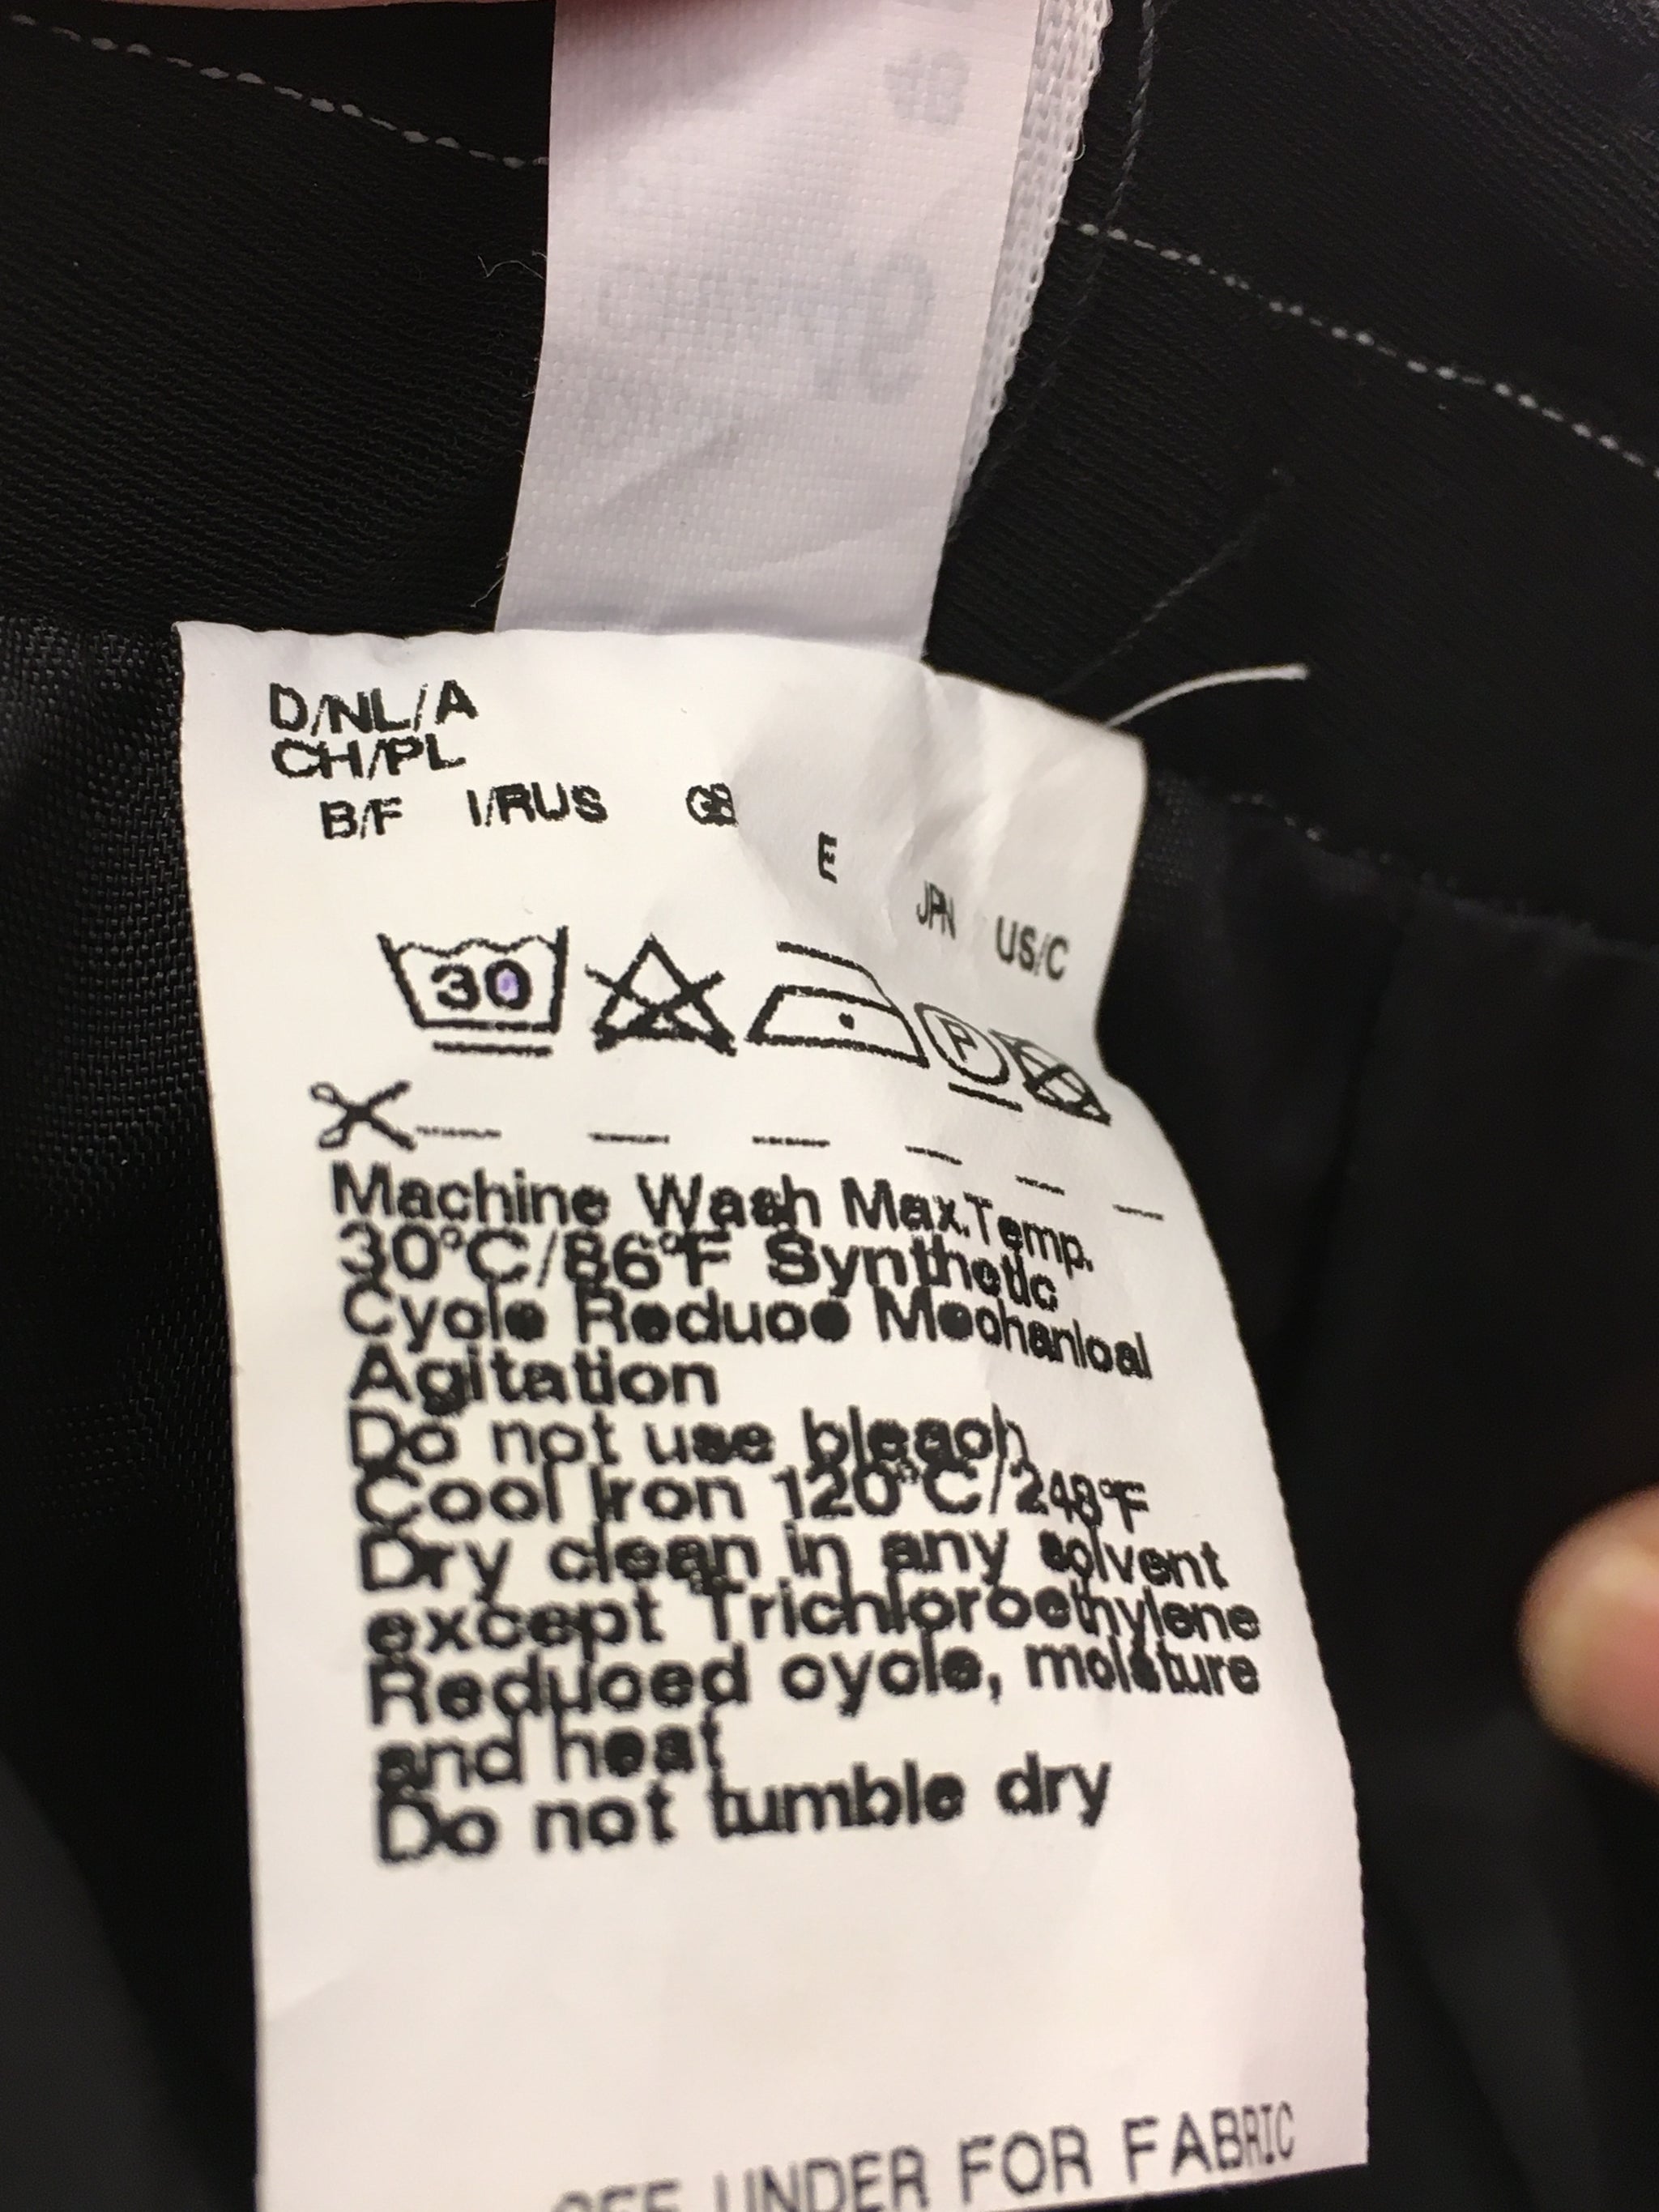 D/NL/A
CH/PL
B/F I/RUS GB E JPN US/C
30 P
Machine Wash Max.Temp.
30°C/86°F Synthetic
Cycle Reduce Mechanical
Agitation
Do not use bleach
Cool Iron 120°C/248°F
Dry clean in any solvent
except Trichloroethylene
Reduced cycle, moisture
and heat
Do not tumble dry
SEE UNDER FOR FABRIC